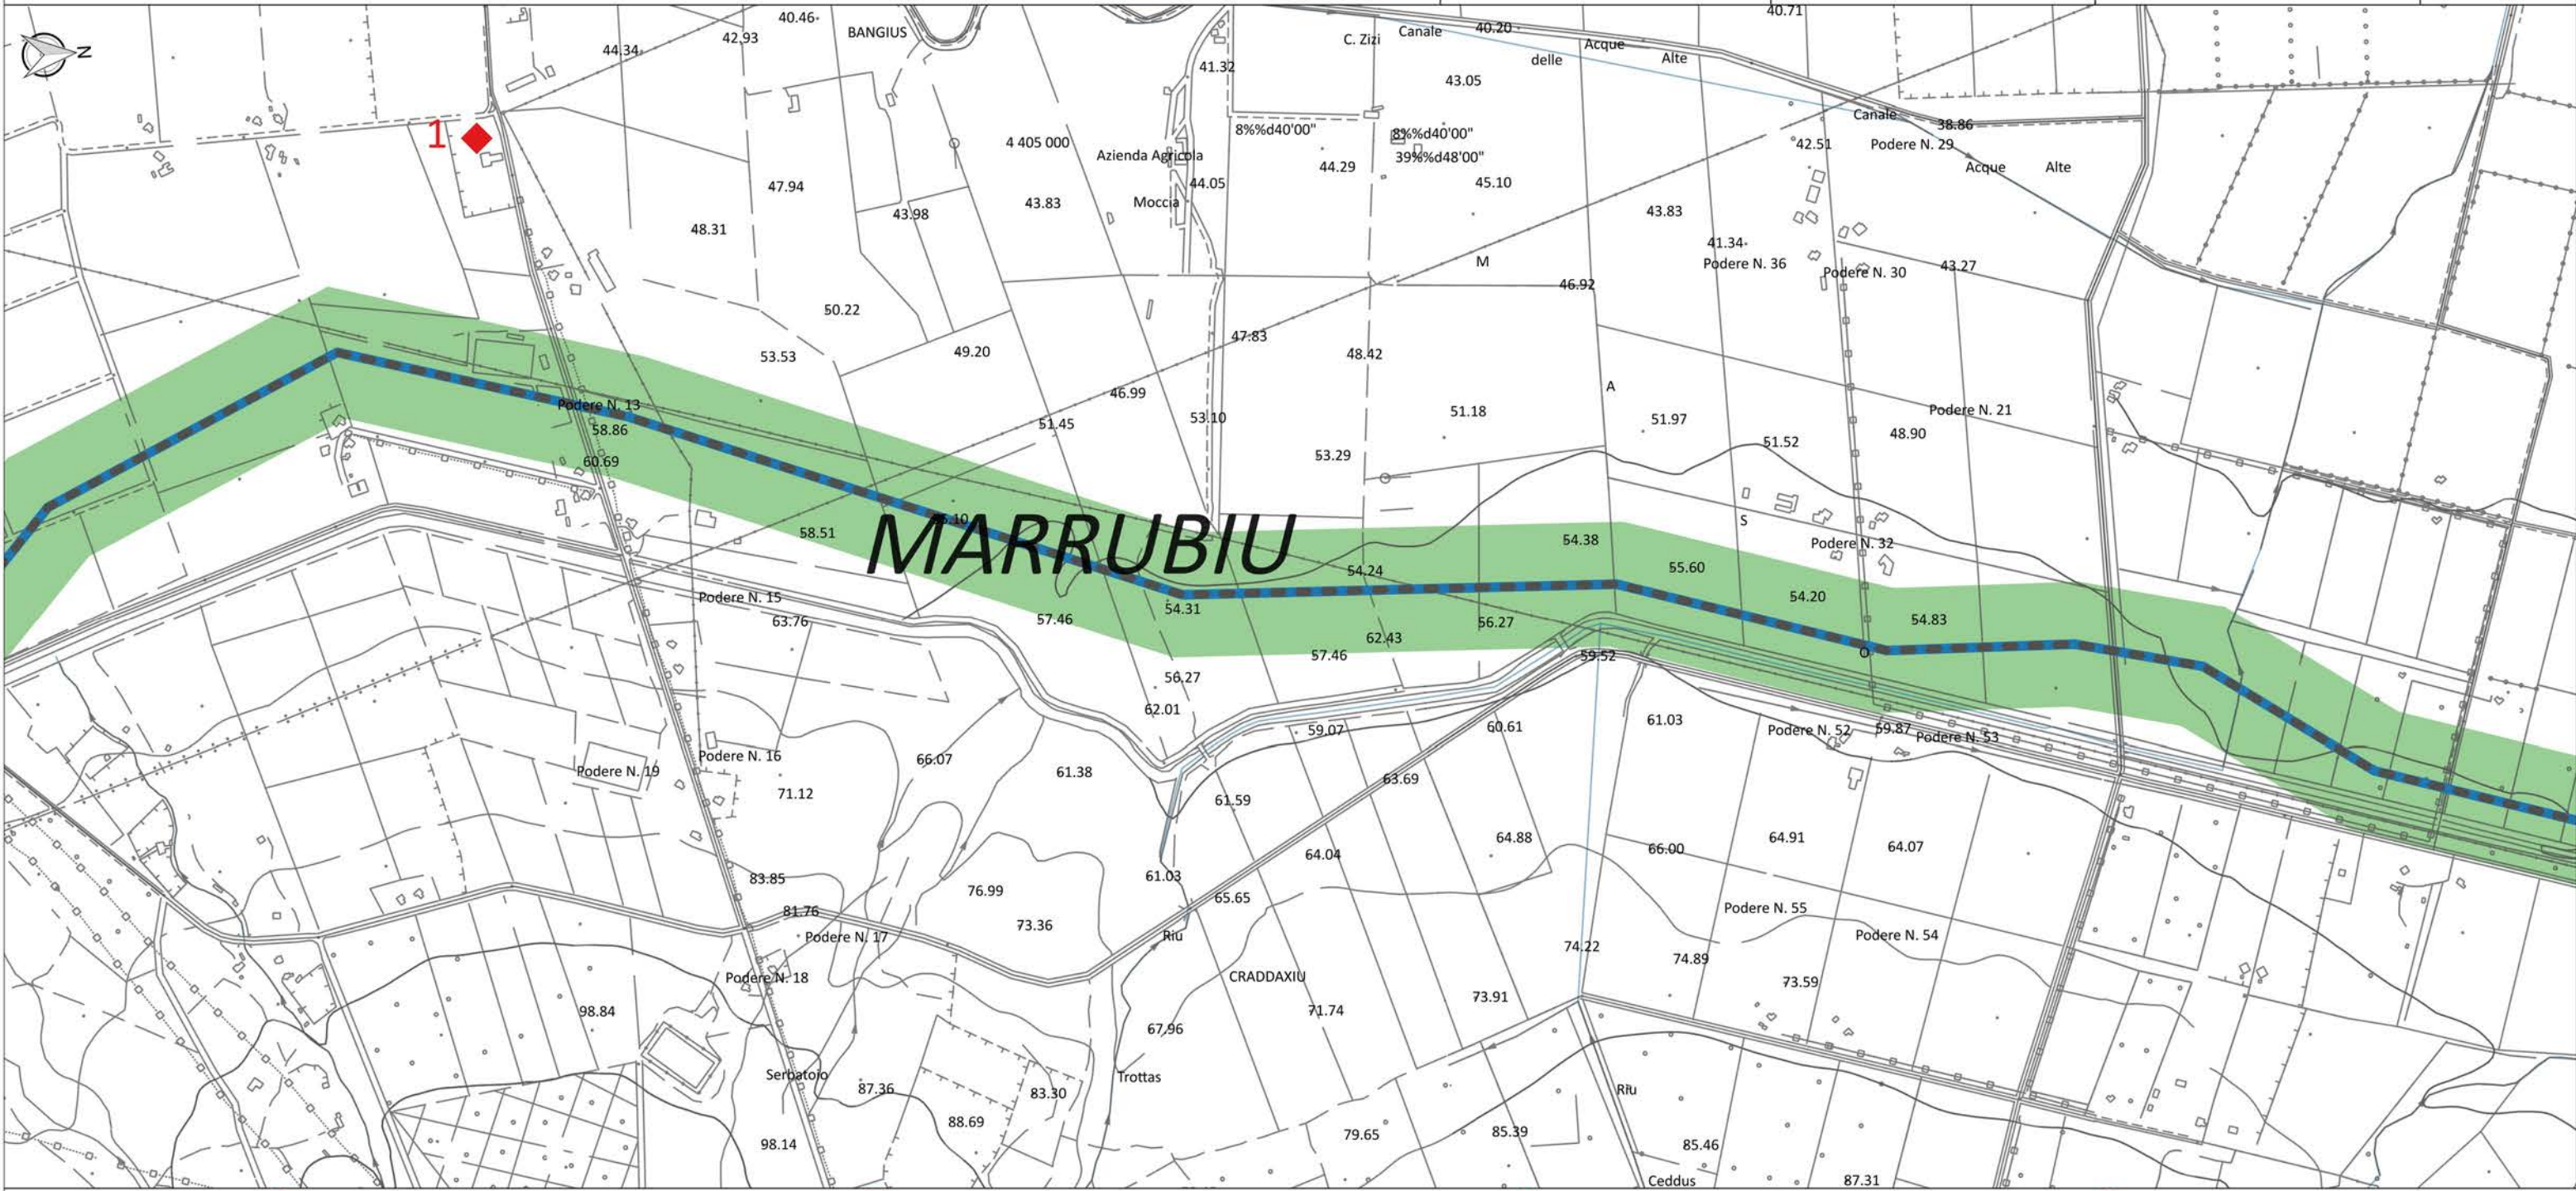 40.46
BANGIUS
42.93
44.34
N
1
C. Zizi
Canale
40.20
40.71
delle
Acque
Alte
41.32
43.05
8%%d40'00"
8%%d40'00"
39%%d48'00"
Canale
38.86
42.51
Podere N. 29
Acque
Alte
4 405 000
Azienda Agricola
Moccia
44.05
44.29
45.10
47.94
43.98
43.83
48.31
43.83
41.34
Podere N. 36
Podere N. 30
43.27
M
46.92
50.22
53.53
49.20
47.83
48.42
46.99
A
Podere N. 13
58.86
60.69
51.45
53.10
51.18
51.97
Podere N. 21
48.90
53.29
51.52
58.51
MARRUBIU
54.38
S
Podere N. 32
54.24
55.60
Podere N. 15
63.76
57.46
54.31
54.20
54.83
62.43
56.27
57.46
59.52
O
56.27
62.01
59.07
60.61
61.03
Podere N. 52
59.87
Podere N. 53
Podere N. 19
Podere N. 16
71.12
66.07
61.38
61.59
63.69
64.04
64.88
66.00
64.91
64.07
83.85
76.99
61.03
65.65
81.76
Podere N. 17
73.36
Riu
Podere N. 55
Podere N. 54
Podere N. 18
CRADDAXIU
74.22
74.89
73.59
98.84
67.96
71.74
73.91
Serbatoio
87.36
83.30
Trottas
Riu
88.69
98.14
79.65
85.39
85.46
Ceddus
87.31